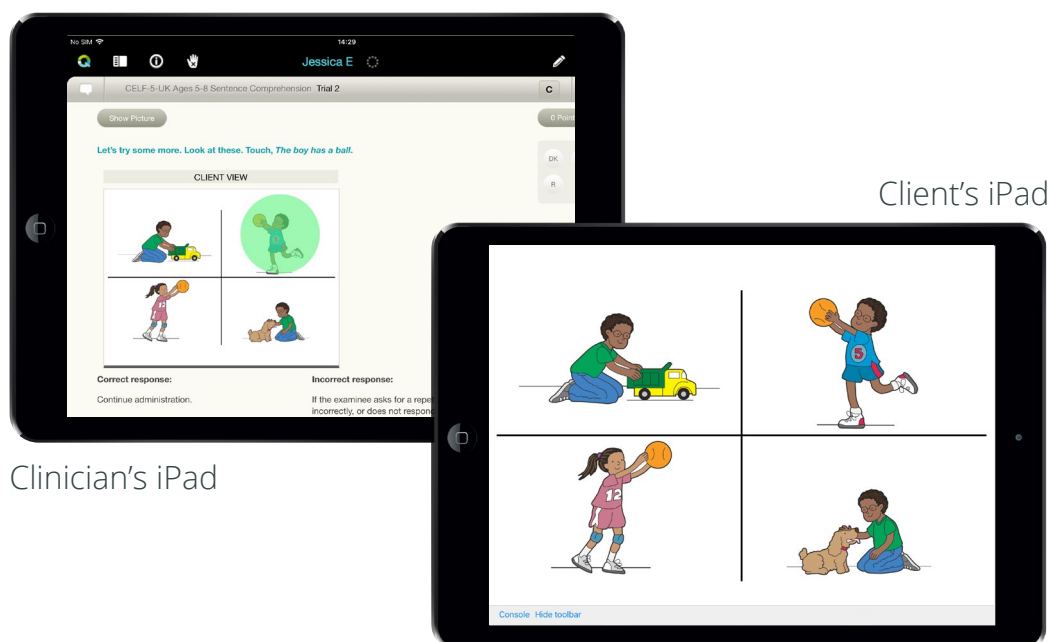 No SIM
14:29
Jessica E
CELF-5-UK Ages 5-8 Sentence Comprehension Trial 2
C
Show Picture
0 Point
Let's try some more. Look at these. Touch, The boy has a ball.
DK
R
CLIENT VIEW
12
Correct response:
Incorrect response:
Continue administration.
If the examinee asks for a repe
incorrectly, or does not respond
Clinician's iPad
Client's iPad
5
12
Console Hide toolbar